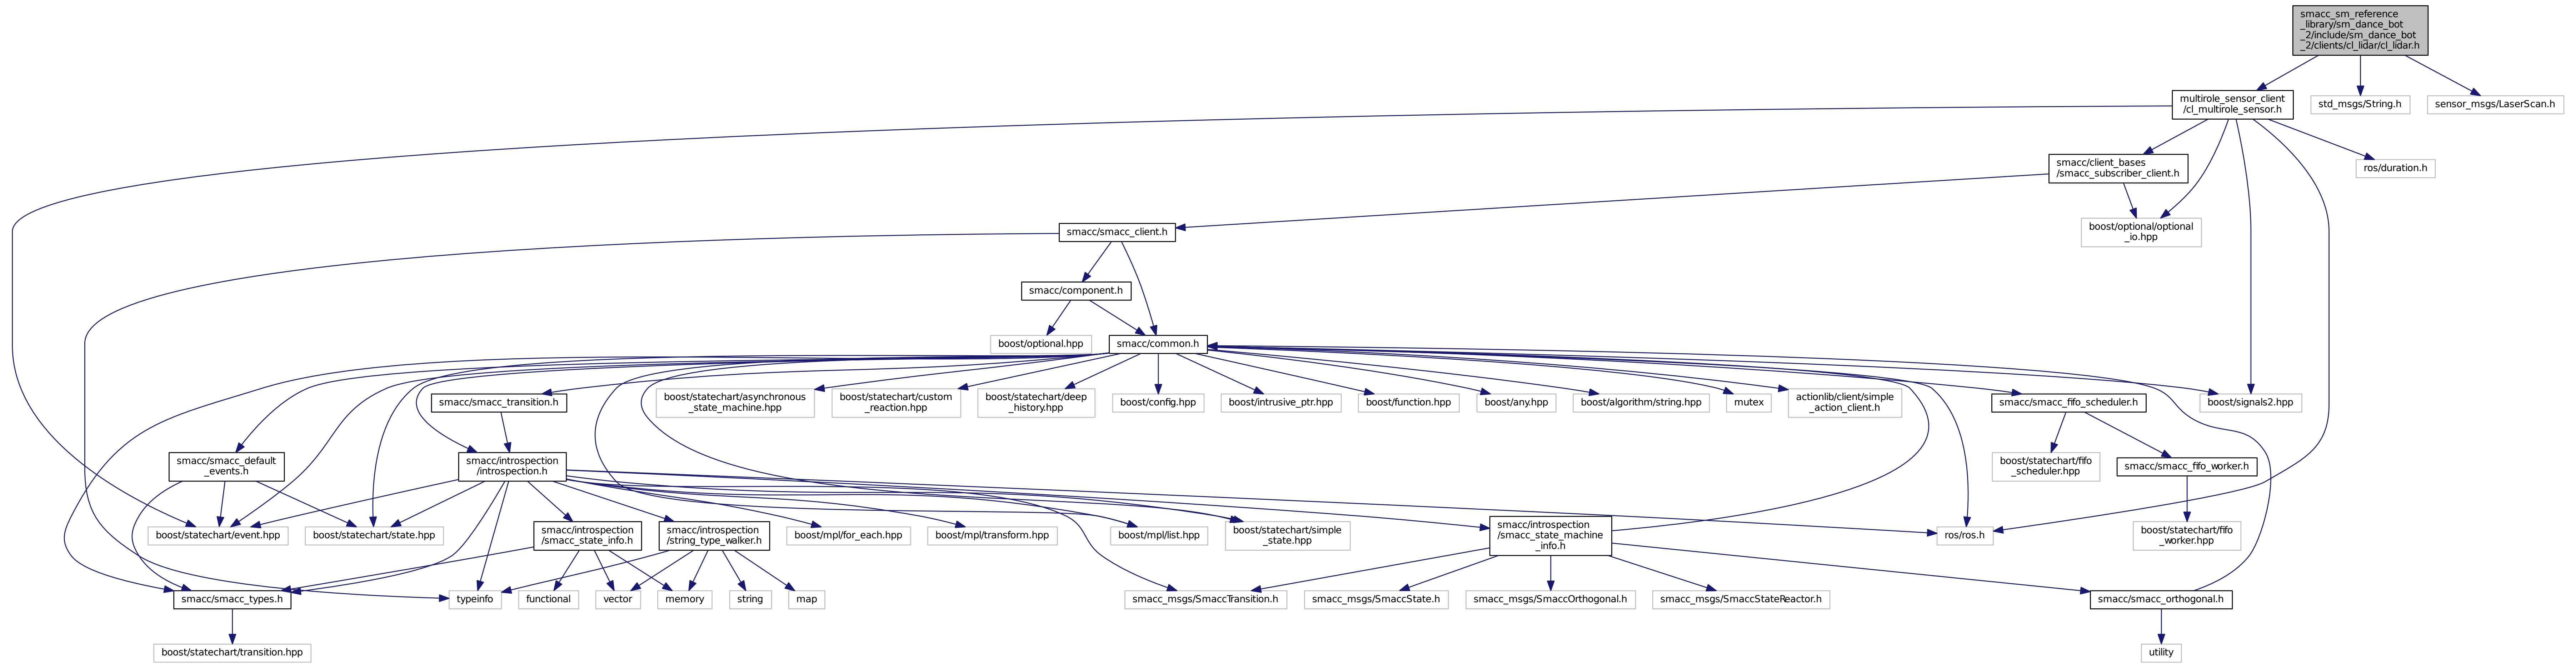 smacc_sm_reference
_library/sm_dance_bot
_2/include/sm_dance_bot
_2/clients/cl_lidar/cl_lidar.h
multirole_sensor_client
/cl_multirole_sensor.h
std_msgs/String.h
sensor_msgs/LaserScan.h
smacc/client_bases
/smacc_subscriber_client.h
ros/duration.h
smacc/smacc_client.h
boost/optional/optional
_io.hpp
smacc/component.h
boost/optional.hpp
smacc/common.h
smacc/smacc_transition.h
boost/statechart/asynchronous
_state_machine.hpp
boost/statechart/custom
_reaction.hpp
boost/statechart/deep
_history.hpp
boost/config.hpp
boost/intrusive_ptr.hpp
boost/function.hpp
boost/any.hpp
boost/algorithm/string.hpp
mutex
actionlib/client/simple
_action_client.h
smacc/smacc_fifo_scheduler.h
boost/signals2.hpp
smacc/smacc_default
_events.h
smacc/introspection
/introspection.h
boost/statechart/fifo
_scheduler.hpp
smacc/smacc_fifo_worker.h
boost/statechart/event.hpp
boost/statechart/state.hpp
smacc/introspection
/smacc_state_info.h
smacc/introspection
/string_type_walker.h
boost/mpl/for_each.hpp
boost/mpl/transform.hpp
boost/mpl/list.hpp
boost/statechart/simple
_state.hpp
smacc/introspection
/smacc_state_machine
_info.h
ros/ros.h
boost/statechart/fifo
_worker.hpp
smacc/smacc_types.h
typeinfo
functional
vector
memory
string
map
smacc_msgs/SmaccTransition.h
smacc_msgs/SmaccState.h
smacc_msgs/SmaccOrthogonal.h
smacc_msgs/SmaccStateReactor.h
smacc/smacc_orthogonal.h
boost/statechart/transition.hpp
utility